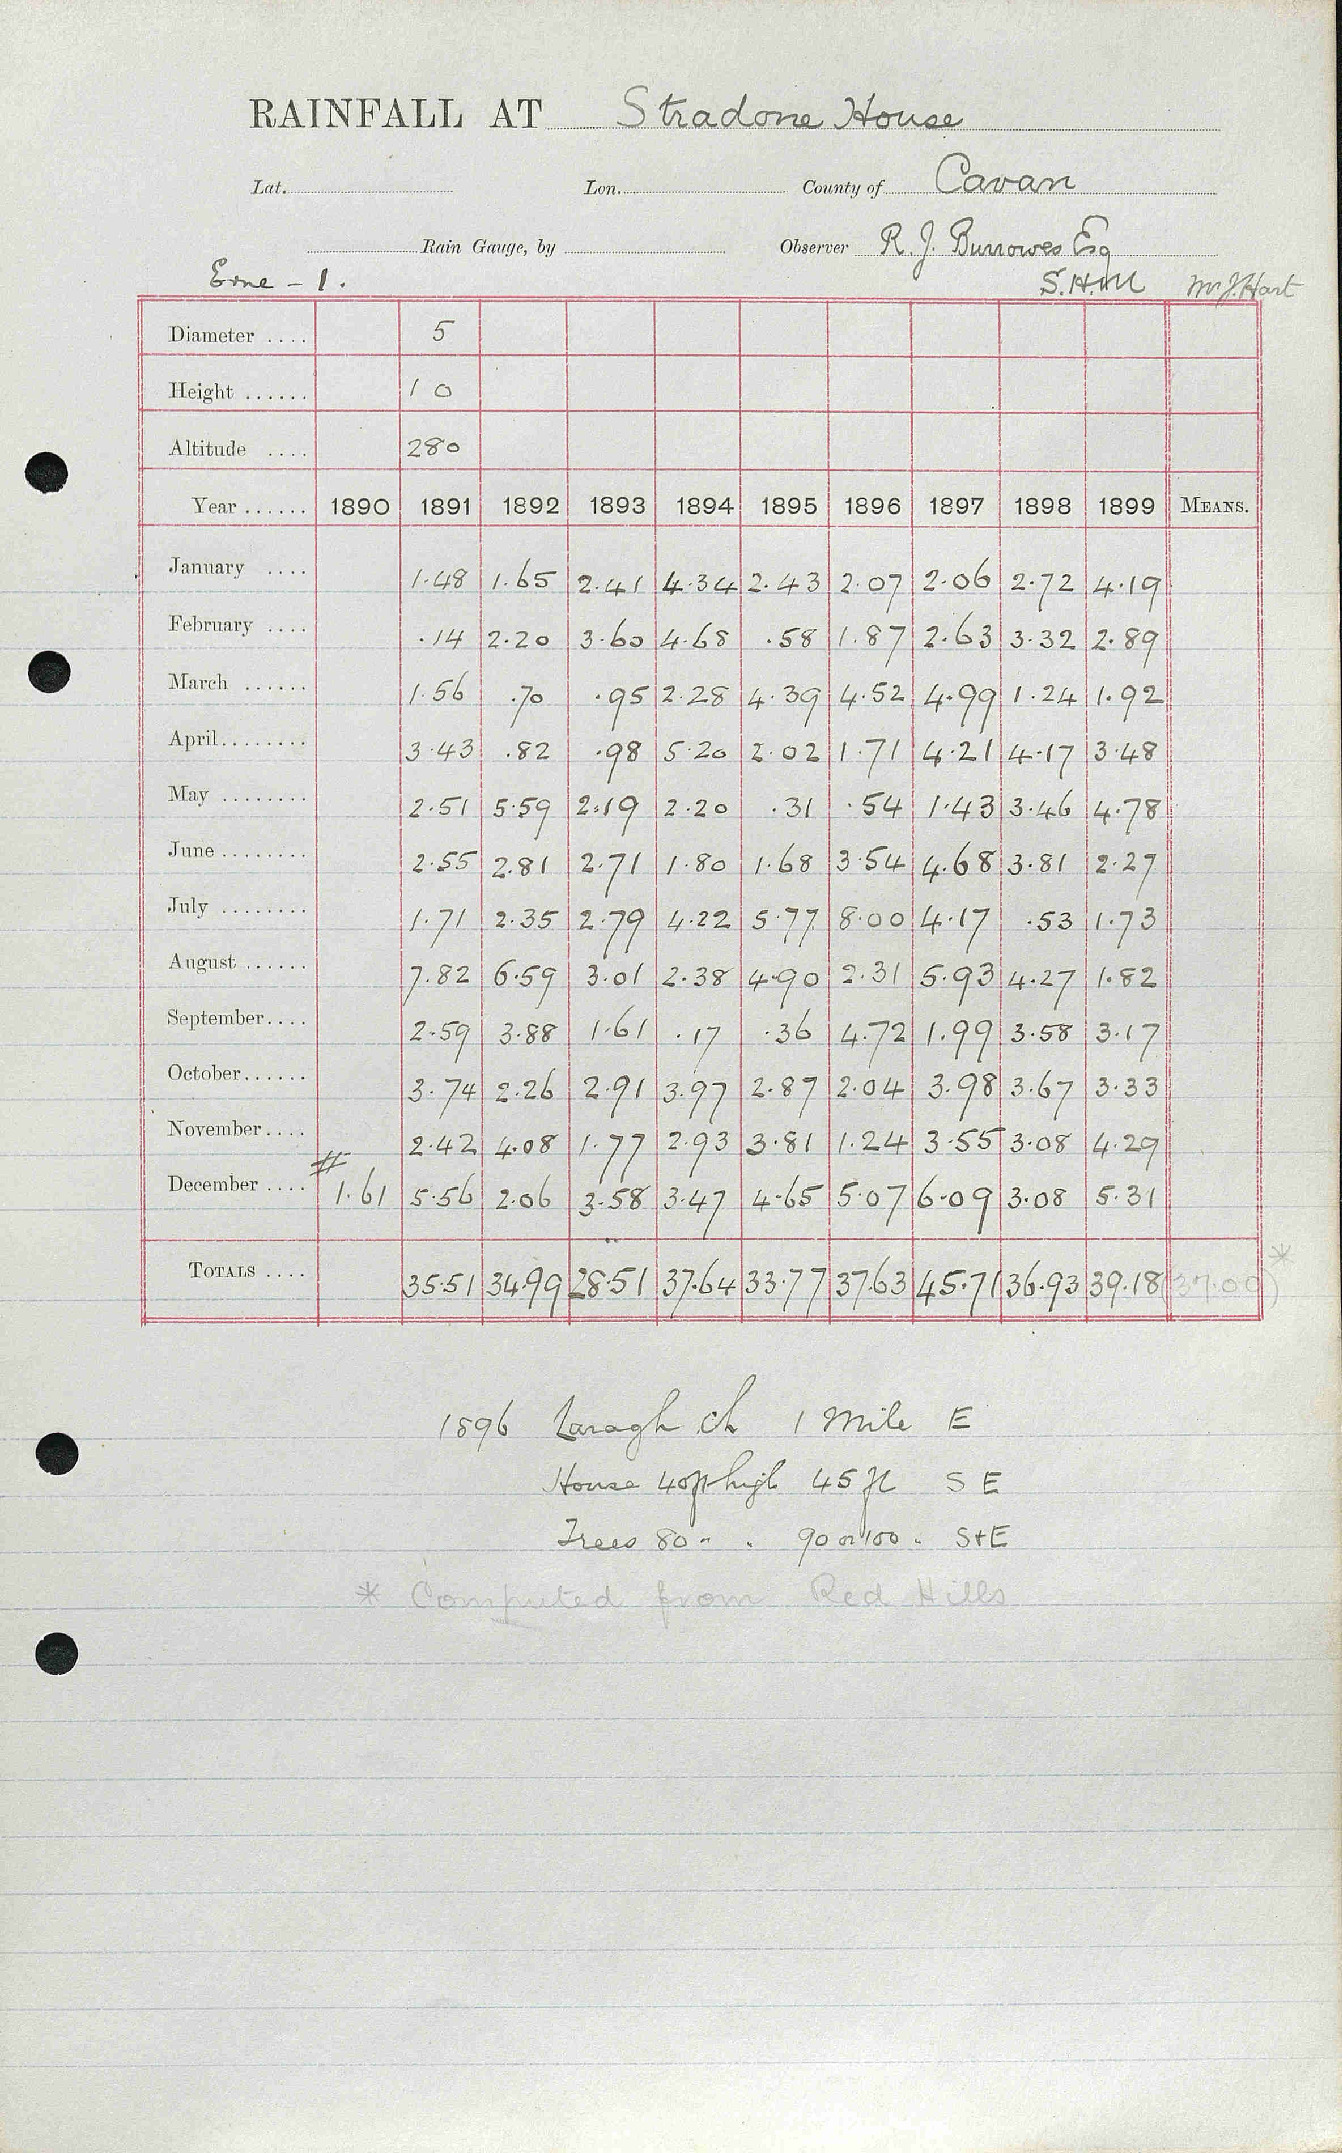 RAINFALL AT Stradone House
Lat. Lon. County of Cavan
Rain Gauge, by Observer R. J. Burrowes Esq
Erne - 1. S.H.M Mr J. Hart
Diameter .... 5
Height ...... 10
Altitude .... 280
Year ...... 1890 1891 1892 1893 1894 1895 1896 1897 1898 1899 MEANS.
January .... 1.48 1.65 2.41 4.34 2.43 2.07 2.06 2.72 4.19
February .... .14 2.20 3.60 4.68 .58 1.87 2.63 3.32 2.89
March ...... 1.56 .70 .95 2.28 4.39 4.52 4.99 1.24 1.92
April........ 3.43 .82 .98 5.20 2.02 1.71 4.21 4.17 3.48
May ........ 2.51 5.59 2.19 2.20 .31 .54 1.43 3.46 4.78
June ........ 2.55 2.81 2.71 1.80 1.68 3.54 4.68 3.81 2.27
July ........ 1.71 2.35 2.79 4.22 5.77 8.00 4.17 .53 1.73
August ...... 7.82 6.59 3.01 2.38 4.90 2.31 5.93 4.27 1.82
September.... 2.59 3.88 1.61 .17 .36 4.72 1.99 3.58 3.17
October...... 3.74 2.26 2.91 3.97 2.87 2.04 3.98 3.67 3.33
November.... 2.42 4.08 1.77 2.93 3.81 1.24 3.55 3.08 4.29
December .... # 1.61 5.56 2.06 3.58 3.47 4.65 5.07 6.09 3.08 5.31
TOTALS .... 35.51 34.99 28.51 37.64 33.77 37.63 45.71 36.93 39.18 (37.00)*
1896 Laragh Ch 1 Mile E
House 40ft high 45 ft S E
Trees 80 " . 90 or 100 . S+E
* Computed from Red Hills